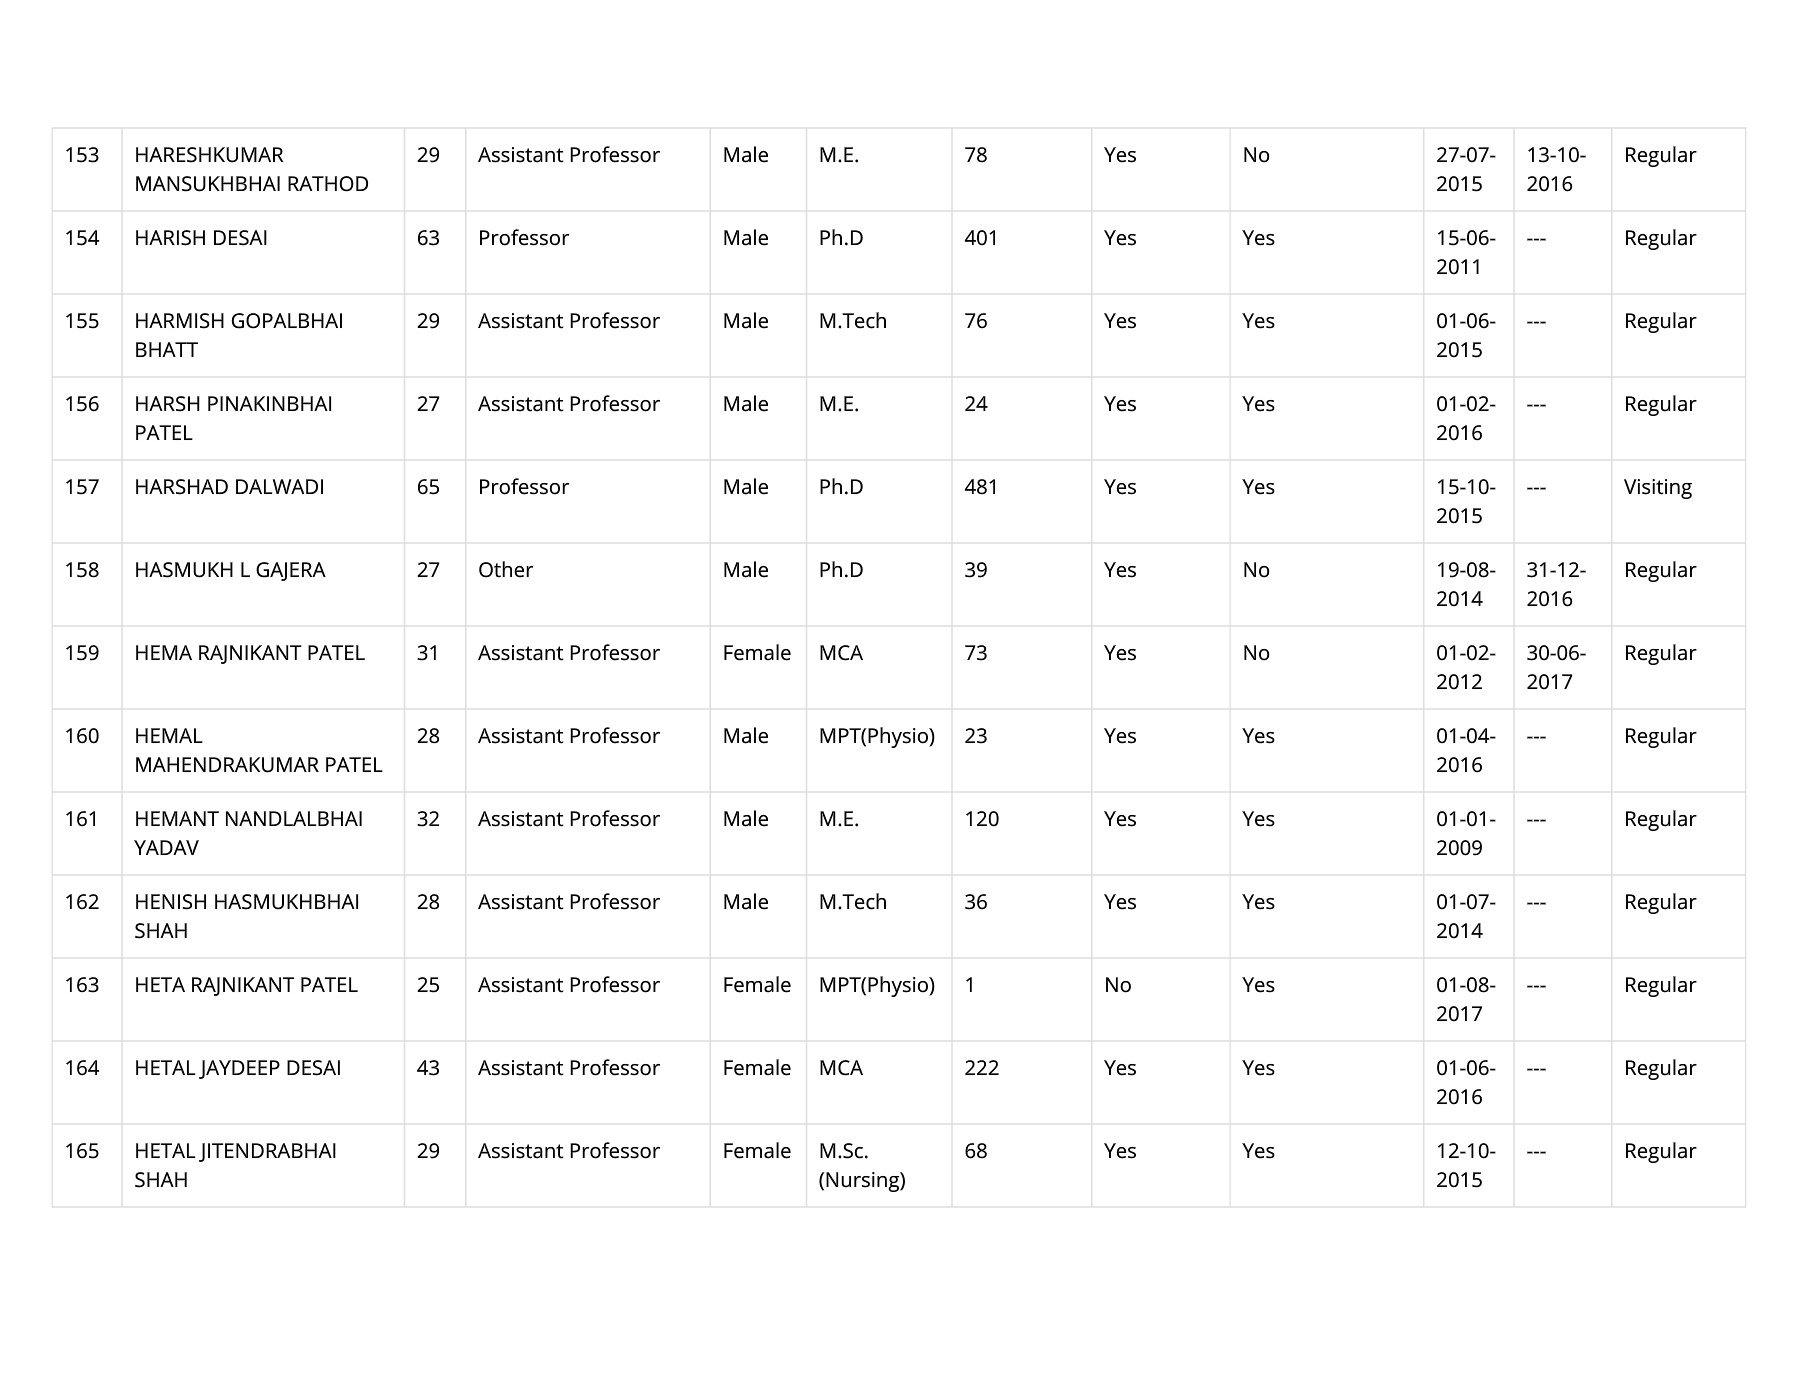 153 HARESHKUMAR 29 Assistant Professor Male M.E. 78 Yes No 27-07- 13-10- Regular
MANSUKHBHAI RATHOD 2015 2016
154 HARISH DESAI 63 Professor Male Ph.D 401 Yes Yes 15-06- --- Regular
2011
155 HARMISH GOPALBHAI 29 Assistant Professor Male M.Tech 76 Yes Yes 01-06- --- Regular
BHATT 2015
156 HARSH PINAKINBHAI 27 Assistant Professor Male M.E. 24 Yes Yes 01-02- --- Regular
PATEL 2016
157 HARSHAD DALWADI 65 Professor Male Ph.D 481 Yes Yes 15-10- --- Visiting
2015
158 HASMUKH L GAJERA 27 Other Male Ph.D 39 Yes No 19-08- 31-12- Regular
2014 2016
159 HEMA RAJNIKANT PATEL 31 Assistant Professor Female MCA 73 Yes No 01-02- 30-06- Regular
2012 2017
160 HEMAL 28 Assistant Professor Male MPT(Physio) 23 Yes Yes 01-04- --- Regular
MAHENDRAKUMAR PATEL 2016
161 HEMANT NANDLALBHAI 32 Assistant Professor Male M.E. 120 Yes Yes 01-01- --- Regular
YADAV 2009
162 HENISH HASMUKHBHAI 28 Assistant Professor Male M.Tech 36 Yes Yes 01-07- --- Regular
SHAH 2014
163 HETA RAJNIKANT PATEL 25 Assistant Professor Female MPT(Physio) 1 No Yes 01-08- --- Regular
2017
164 HETAL JAYDEEP DESAI 43 Assistant Professor Female MCA 222 Yes Yes 01-06- --- Regular
2016
165 HETAL JITENDRABHAI 29 Assistant Professor Female M.Sc. 68 Yes Yes 12-10- --- Regular
SHAH (Nursing) 2015